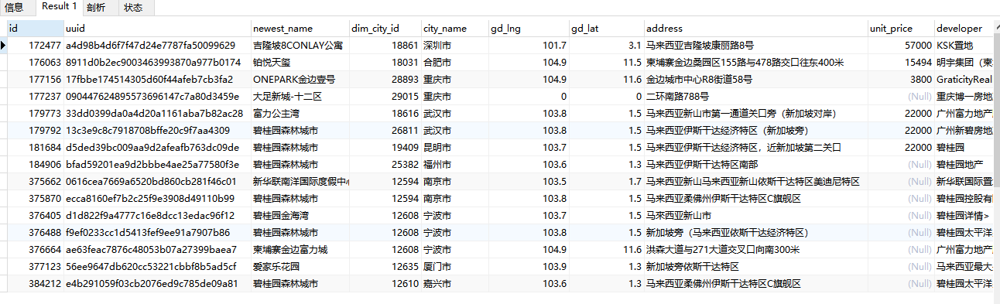 信息 Result 1 剖析 状态
id uuid newest_name dim_city_id city_name gd_lng gd_lat address unit_price developer
172477 a4d98b4d6f7f47d24e7787fa50099629 吉隆坡8CONLAY公寓 18861 深圳市 101.7 3.1 马来西亚吉隆坡康丽路8号 57000 KSK置地
176063 8911d0b2ec9003463993870a977b0174 铂悦天玺 18031 合肥市 104.9 11.5 柬埔寨金边桑园区155路与478路交口往东400米 15494 明宇集团（柬
177156 17fbbe174514305d60f44afeb7cb3fa2 ONEPARK金边壹号 28893 重庆市 104.9 11.6 金边城市中心R8街道58号 3800 GraticityReal
177237 090447624895573696147c7a80d3459e 大足新城-十二区 29015 重庆市 0 0 二环南路788号 (Null) 重庆博一房地
179773 33dd0399da0a4d20a1161aba7b82ac28 富力公主湾 18616 武汉市 103.8 1.5 马来西亚新山市第一通道关口旁（新加坡对岸） 22000 广州富力地产
179792 13c3e9c8c7918708bffe20c9f7aa4309 碧桂园森林城市 26811 武汉市 103.8 1.5 马来西亚伊斯干达经济特区（新加坡旁） 22000 广州新碧房地
181684 d5ded39bc009aa9d2afeafb763dc09de 碧桂园森林城市 19409 昆明市 103.7 1.5 马来西亚伊斯干达经济特区，近新加坡第二关口 22000 碧桂园
184906 bfad59201ea9d2bbbe4ae25a77580f3e 碧桂园森林城市 25382 福州市 103.6 1.3 马来西亚伊斯干达特区南部 (Null) 碧桂园地产
375662 0616cea7669a6520bd860cb281f46c01 新华联南洋国际度假中心 12594 南京市 103.5 1.7 马来西亚新山马来西亚新山依斯干达特区美迪尼特区 (Null) 新华联国际置
375870 ecca8160ef7b2c25f9e3908d49110b99 碧桂园森林城市 12594 南京市 103.8 1.5 马来西亚柔佛州伊斯干达特区C旗舰区 (Null) 碧桂园控股有
376405 d1d822f9a4777c16e8dcc13edac96f12 碧桂园金海湾 12608 宁波市 103.7 1.5 马来西亚新山市 (Null) 碧桂园详情>
376488 f9ef0233cc1d5413fef9ee91a7907b86 碧桂园森林城市 12608 宁波市 103.8 1.5 新加坡旁（马来西亚依斯干达经济特区） (Null) 碧桂园太平洋
376664 ae63feac7876c48053b07a27399baea7 柬埔寨金边富力城 12608 宁波市 104.9 11.6 洪森大道与271大道交叉口向南300米 (Null) 广州富力地产
377123 56ee9647db620cc53221cbbf8b5ad5cf 爱家乐花园 12635 厦门市 103.9 1.3 新加坡旁依斯干达特区 (Null) 马来西亚最大
384212 e4b291059f03cb2076ed9c785de09a81 碧桂园森林城市 12610 嘉兴市 103.6 1.3 马来西亚柔佛州伊斯干达特区C旗舰区 (Null) 碧桂园太平洋